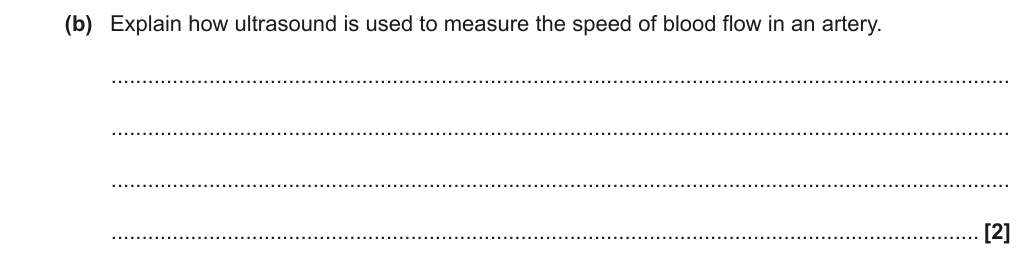 (b) Explain how ultrasound is used to measure the speed of blood flow in an artery.
[2]